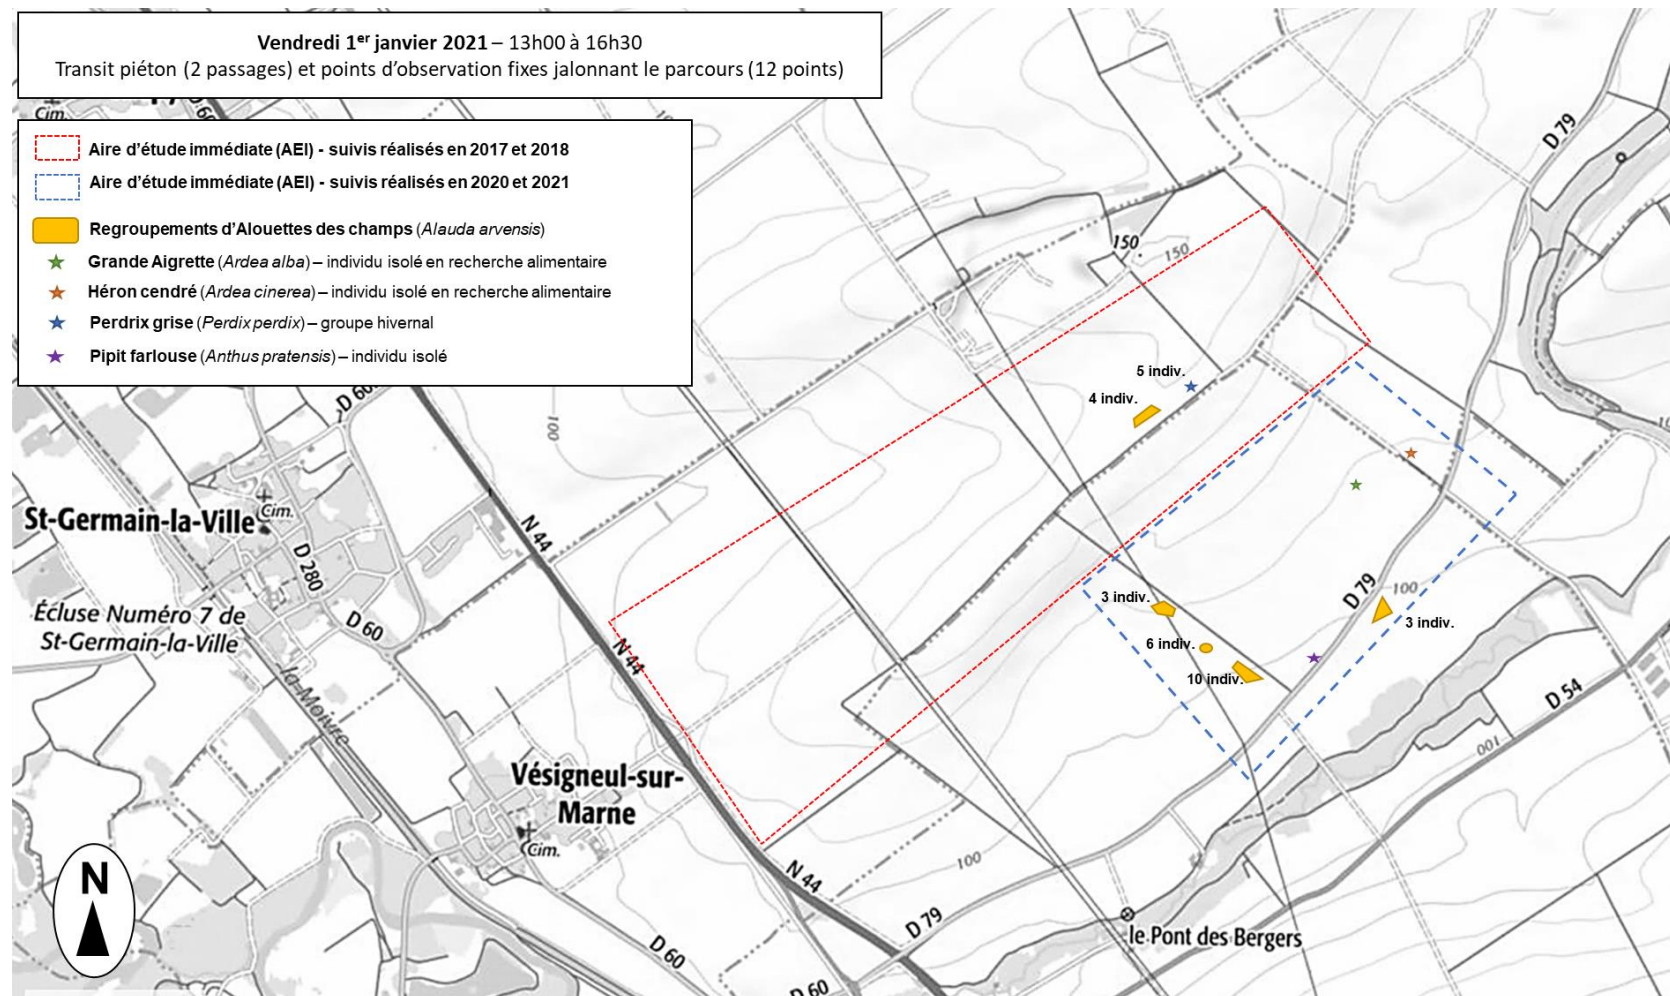 Vendredi 1er janvier 2021 – 13h00 à 16h30
Transit piéton (2 passages) et points d'observation fixes jalonnant le parcours (12 points)
Cim.
Aire d'étude immédiate (AEI) - suivis réalisés en 2017 et 2018
Aire d'étude immédiate (AEI) - suivis réalisés en 2020 et 2021
Regroupements d'Alouettes des champs (Alauda arvensis)
Grande Aigrette (Ardea alba) – individu isolé en recherche alimentaire
Héron cendré (Ardea cinerea) – individu isolé en recherche alimentaire
Perdrix grise (Perdix perdix) – groupe hivernal
Pipit farlouse (Anthus pratensis) – individu isolé
D 79
150
150
5 indiv.
4 indiv.
D 60
100
St-Germain-la-Ville
Cim.
N 44
D 280
Écluse Numéro 7 de
St-Germain-la-Ville
D 60
la Moivre
N 44
3 indiv.
D 79
100
3 indiv.
6 indiv.
10 indiv.
D 54
100
Vésigneul-sur-
Marne
Cim.
N 44
100
D 79
le Pont des Bergers
D 60
D 60
N